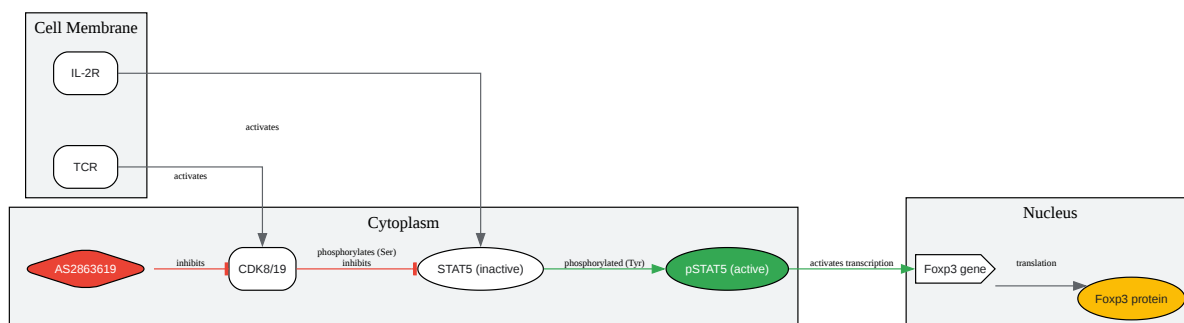 Cell Membrane
IL-2R
activates
TCR
activates
Cytoplasm
Nucleus
AS2863619
inhibits
CDK8/19
phosphorylates (Ser)
inhibits
STAT5 (inactive)
phosphorylated (Tyr)
pSTAT5 (active)
activates transcription
Foxp3 gene
translation
Foxp3 protein